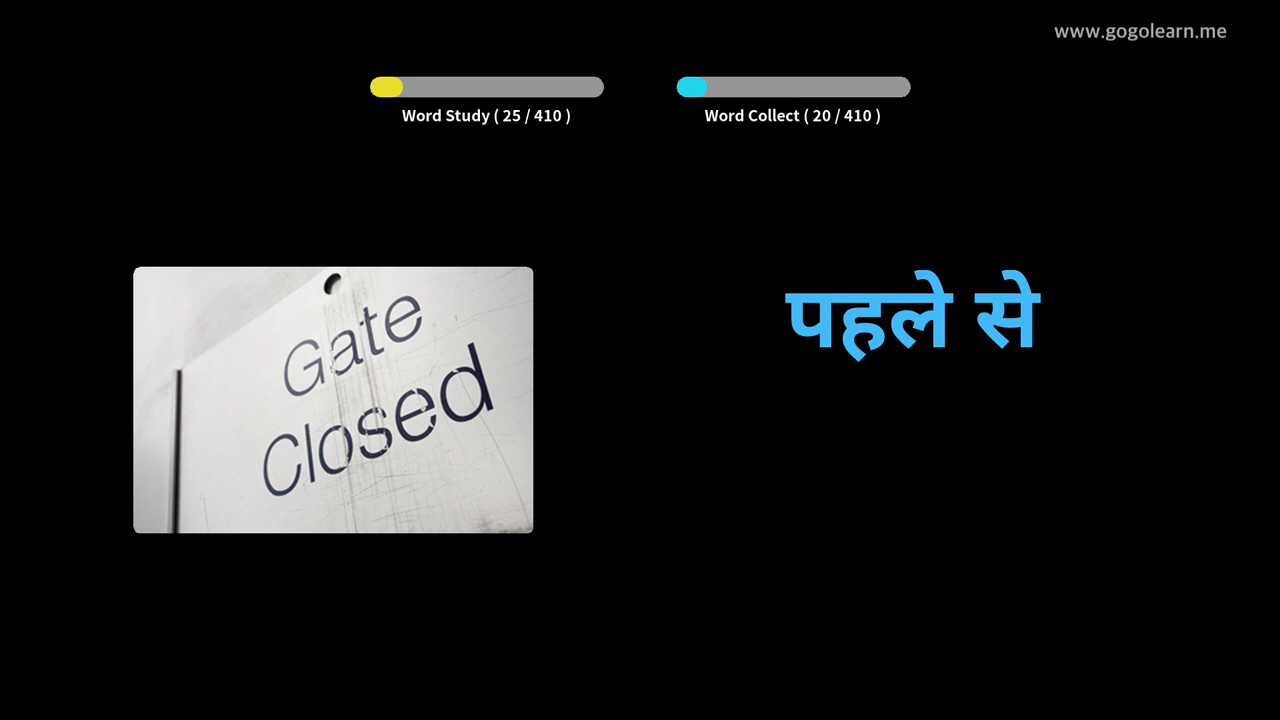 www.gogolearn.me
Word Study ( 25 / 410 )
Word Collect ( 20 / 410 )
Gate
Closed
पहले से